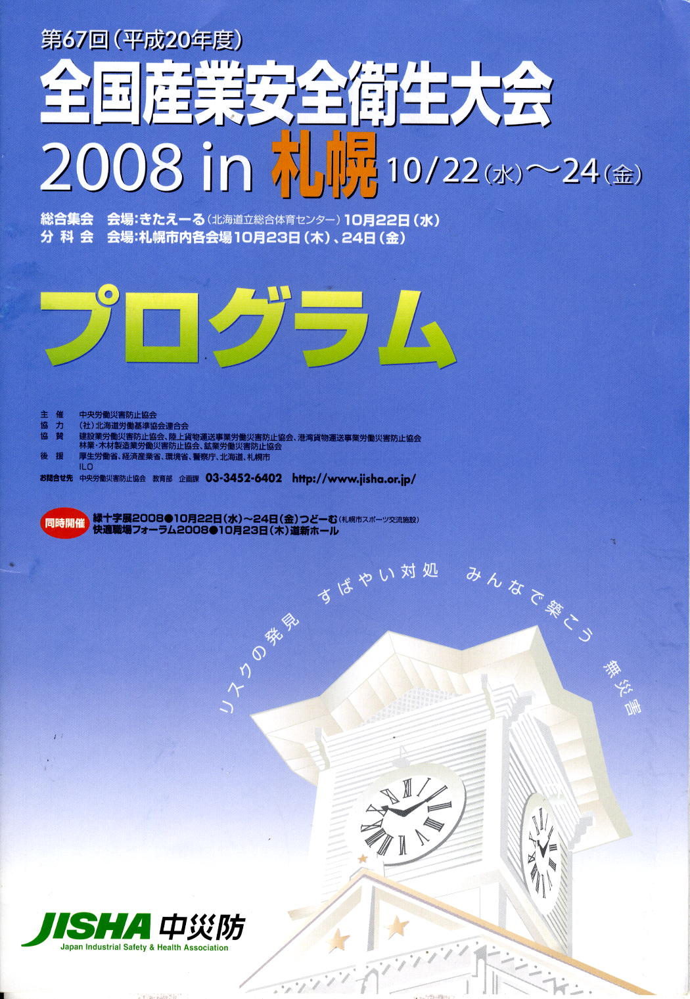 第67回（平成20年度）
全国産業安全衛生大会
2008 in 札幌 10/22（水）～24（金）
総合集会　会場：きたえーる（北海道立総合体育センター）10月22日（水）
分科会　会場：札幌市内各会場10月23日（木）、24日（金）
プログラム
主　催　中央労働災害防止協会
協　力　（社）北海道労働基準協会連合会
協　賛　建設業労働災害防止協会、陸上貨物運送事業労働災害防止協会、港湾貨物運送事業労働災害防止協会
林業・木材製造業労働災害防止協会、鉱業労働災害防止協会
後　援　厚生労働省、経済産業省、環境省、警察庁、北海道、札幌市
ILO
お問合せ先　中央労働災害防止協会　教育部　企画課　03-3452-6402　http://www.jisha.or.jp/
同時開催
緑十字展2008●10月22日（水）～24日（金）つどーむ（札幌市スポーツ交流施設）
快適職場フォーラム2008●10月23日（木）道新ホール
リスクの発見　すばやい対処　みんなで築こう　無災害
JISHA 中災防
Japan Industrial Safety & Health Association